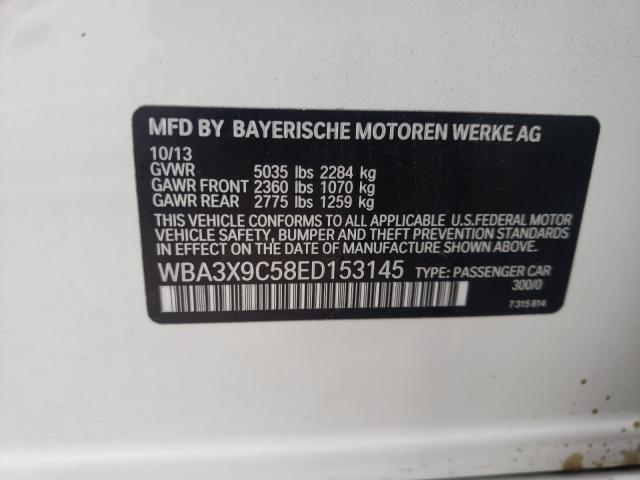 MFD BY BAYERISCHE MOTOREN WERKE AG
10/13
GVWR 5035 lbs 2284 kg
GAWR FRONT 2360 lbs 1070 kg
GAWR REAR 2775 lbs 1259 kg
THIS VEHICLE CONFORMS TO ALL APPLICABLE U.S.FEDERAL MOTOR
VEHICLE SAFETY, BUMPER AND THEFT PREVENTION STANDARDS
IN EFFECT ON THE DATE OF MANUFACTURE SHOWN ABOVE.
WBA3X9C58ED153145 TYPE: PASSENGER CAR
300/0
7 315 814